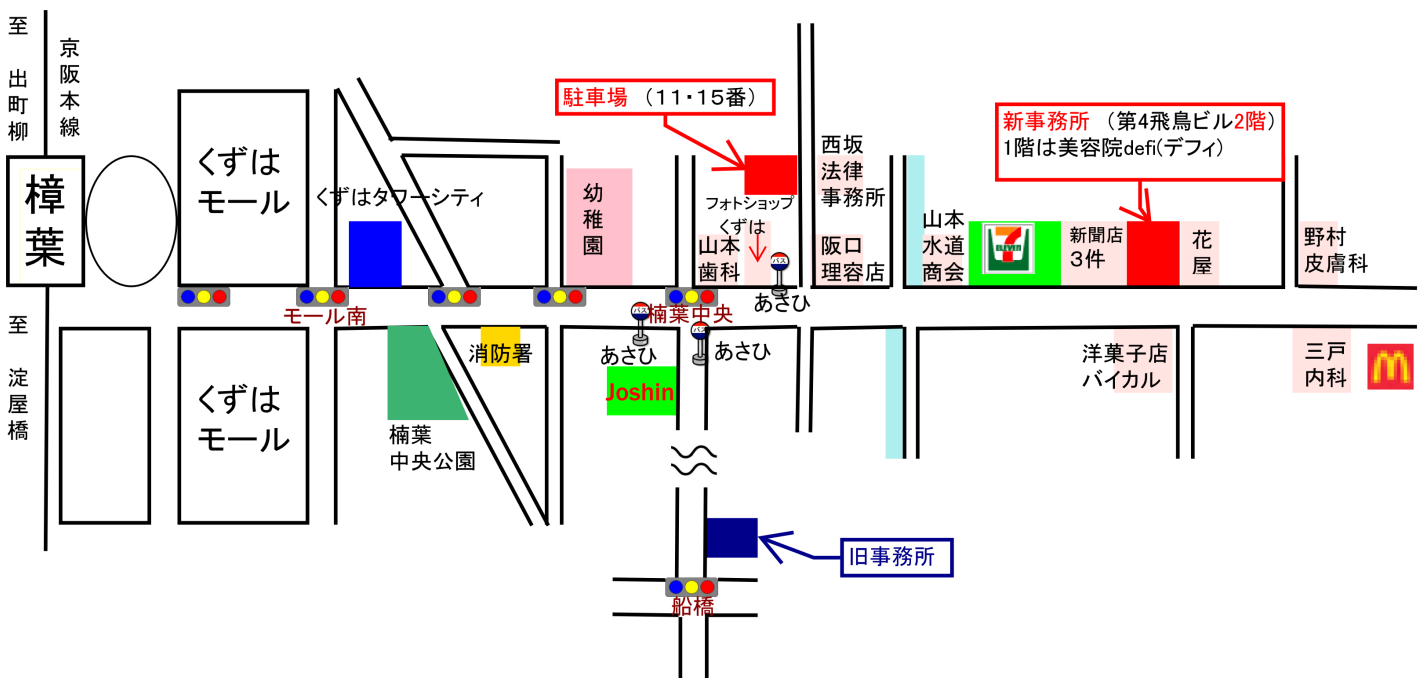 至 出町柳
京阪本線
樟葉
至 淀屋橋
くずは
モール
くずは
モール
くずはタワーシティ
モール南
楠葉
中央公園
消防署
幼稚園
あさひ
Joshin
楠葉中央
バス
バス
バス
あさひ
あさひ
駐車場 （11・15番）
フォトショップ
くずは
山本
歯科
西坂
法律
事務所
阪口
理容店
山本
水道
商会
7
ELEVEN
新聞店
3件
新事務所 （第4飛鳥ビル2階）
1階は美容院defi(デフィ)
花屋
野村
皮膚科
洋菓子店
バイカル
三戸
内科
旧事務所
船橋